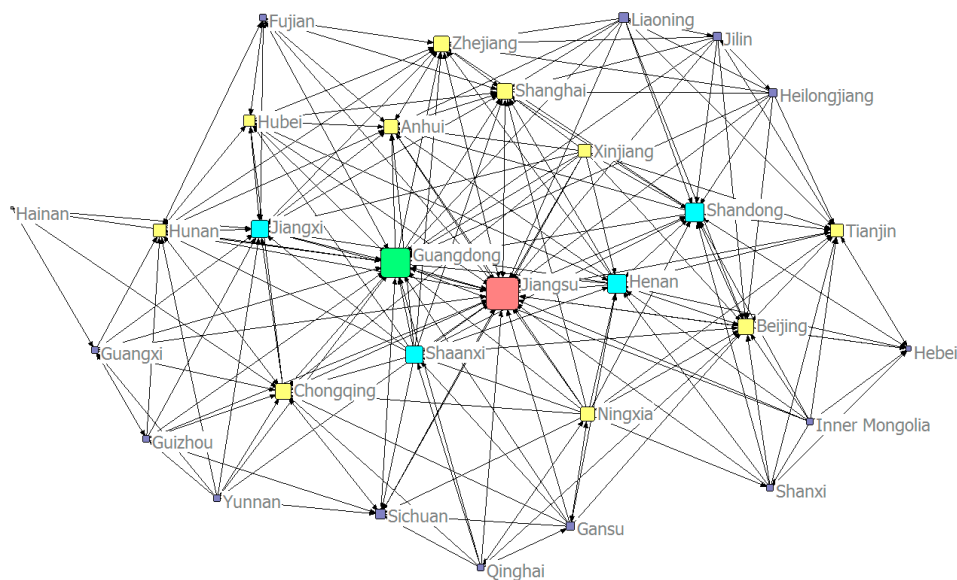 Fujian
Liaoning
Zhejiang
Jilin
Shanghai
Heilongjiang
Hubei
Anhui
Xinjiang
Hainan
Hunan
Jiangxi
Shandong
Tianjin
Guangdong
Jiangsu
Henan
Beijing
Guangxi
Shaanxi
Hebei
Chongqing
Ningxia
Inner Mongolia
Guizhou
Yunnan
Shanxi
Sichuan
Gansu
Qinghai